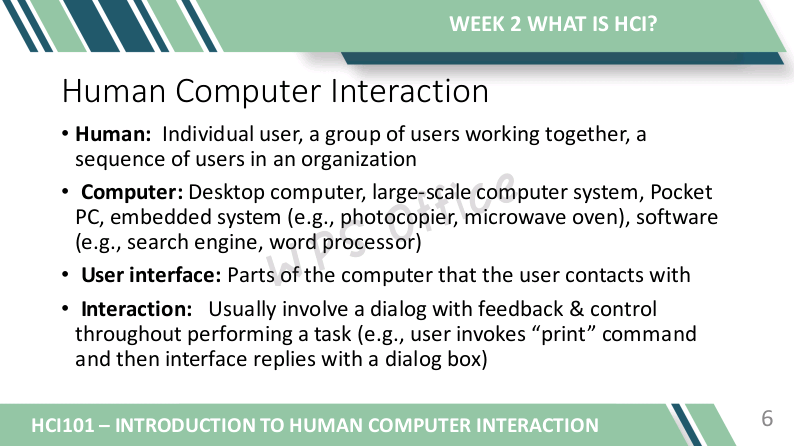 WEEK 2 WHAT IS HCI?
Human Computer Interaction
• Human:  Individual user, a group of users working together, a
sequence of users in an organization
•  Computer: Desktop computer, large-scale computer system, Pocket
PC, embedded system (e.g., photocopier, microwave oven), software
(e.g., search engine, word processor)
•  User interface: Parts of the computer that the user contacts with
•  Interaction:   Usually involve a dialog with feedback & control
throughout performing a task (e.g., user invokes “print” command
and then interface replies with a dialog box)
WPS Office
HCI101 – INTRODUCTION TO HUMAN COMPUTER INTERACTION
6